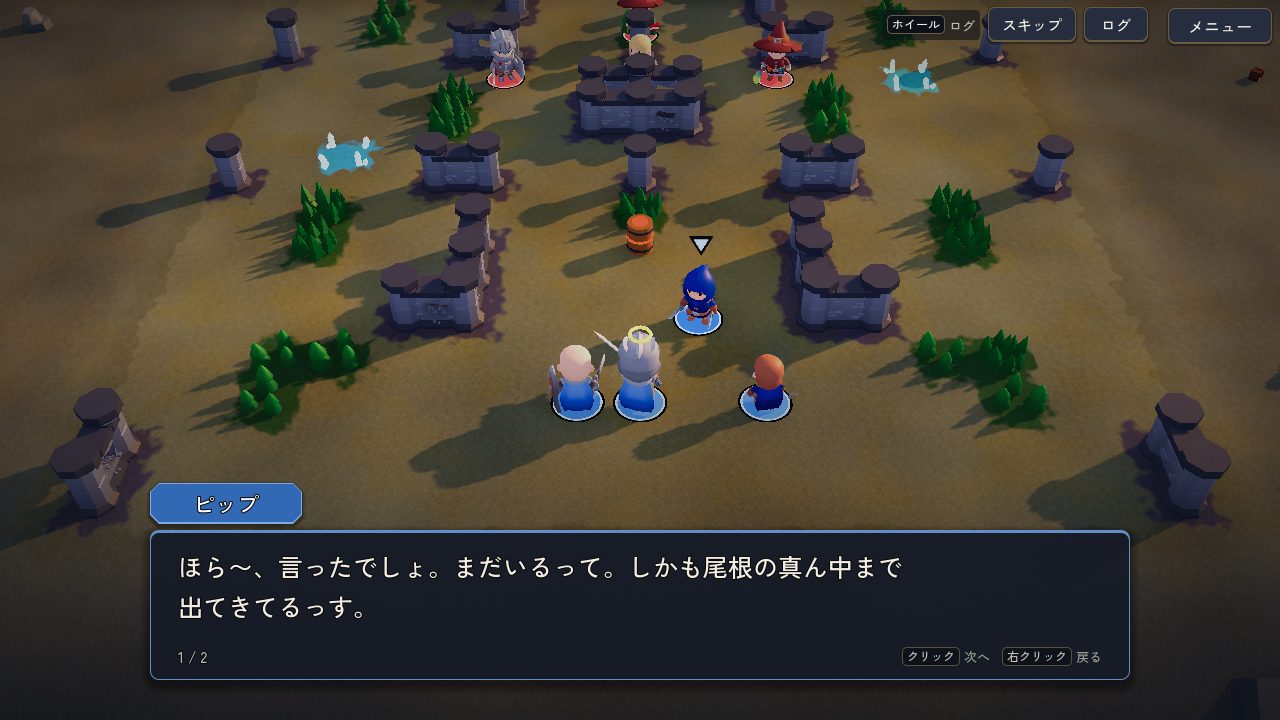 ホイール ログ スキップ ログ メニュー
ピップ
ほら～、言ったでしょ。まだいるって。しかも尾根の真ん中まで
出てきてるっす。
1 / 2
クリック 次へ 右クリック 戻る